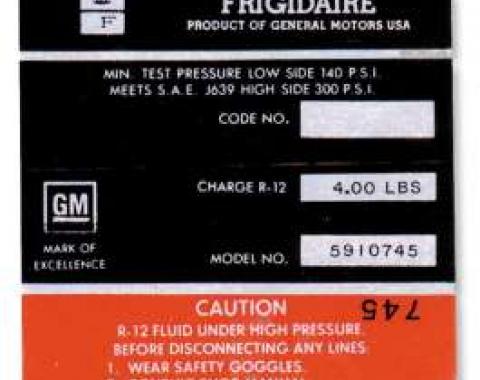 F
FRIGIDAIRE
PRODUCT OF GENERAL MOTORS USA
MIN. TEST PRESSURE LOW SIDE 140 P.S.I.
MEETS S.A.E. J639 HIGH SIDE 300 P.S.I.
CODE NO.
CHARGE R-12 4.00 LBS
GM
MARK OF
EXCELLENCE
MODEL NO. 5910745
CAUTION 745
R-12 FLUID UNDER HIGH PRESSURE.
BEFORE DISCONNECTING ANY LINES
1. WEAR SAFETY GOGGLES.